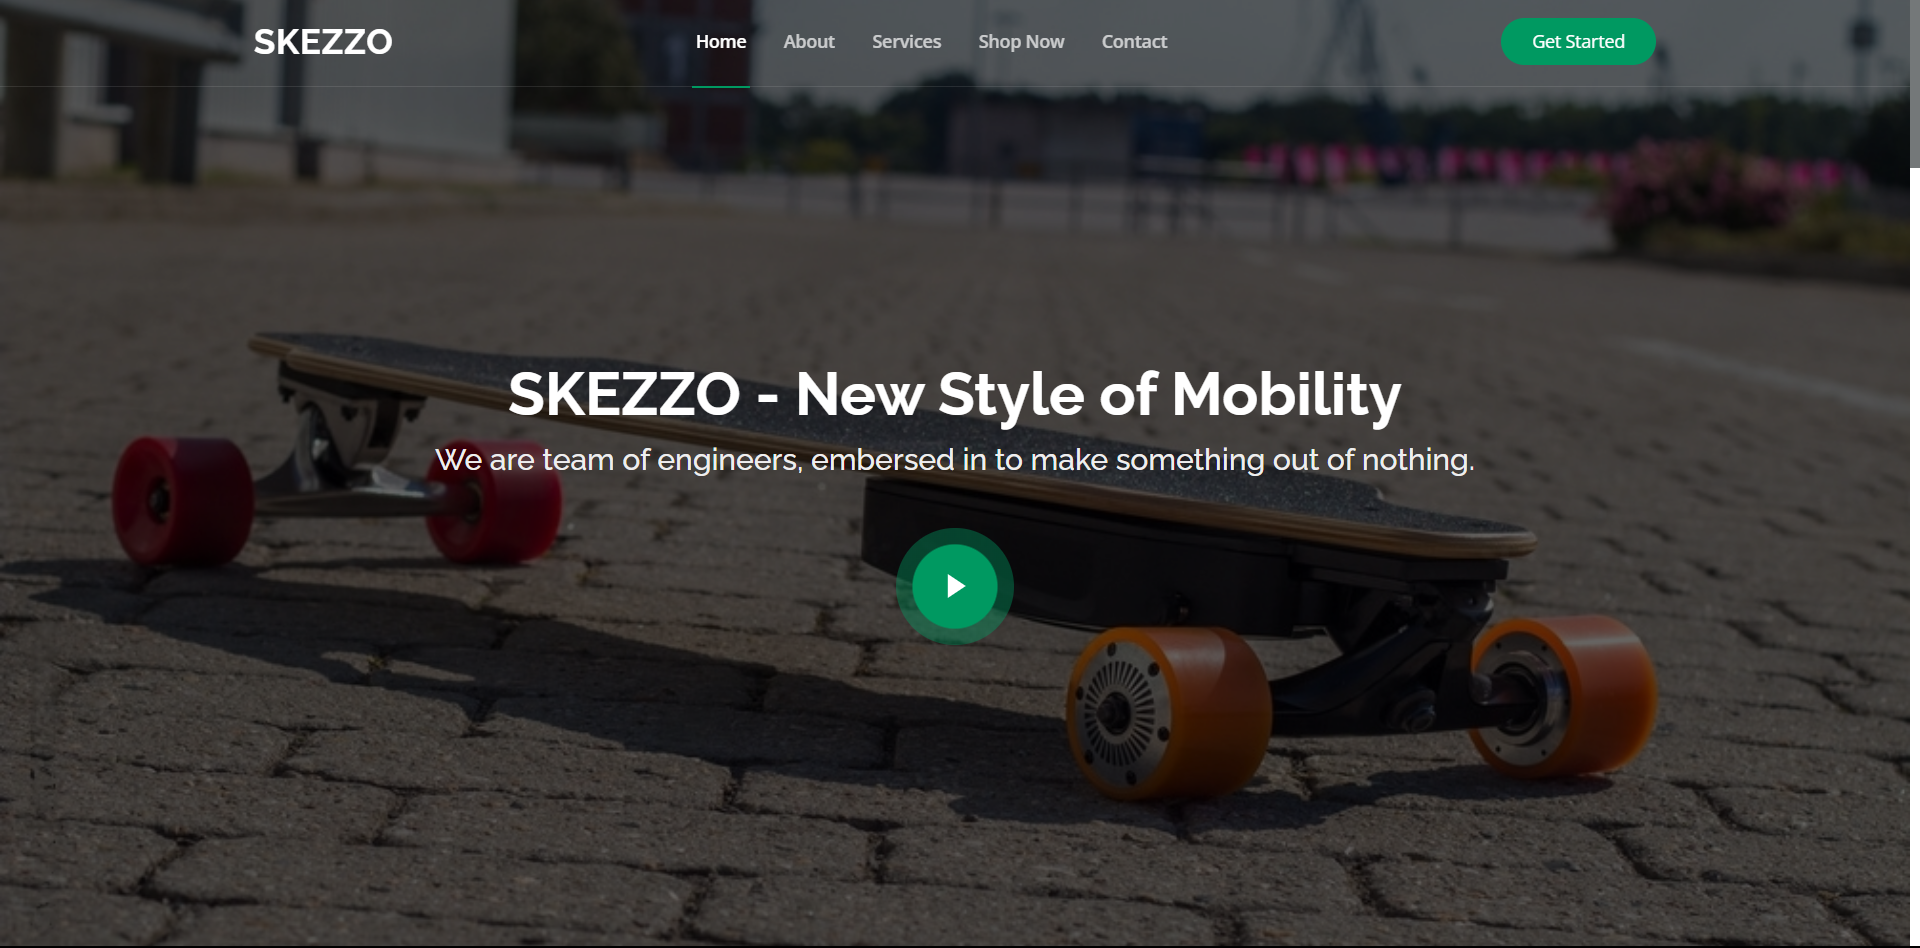 SKEZZO
Home About Services Shop Now Contact
Get Started
SKEZZO - New Style of Mobility
We are team of engineers, embersed in to make something out of nothing.